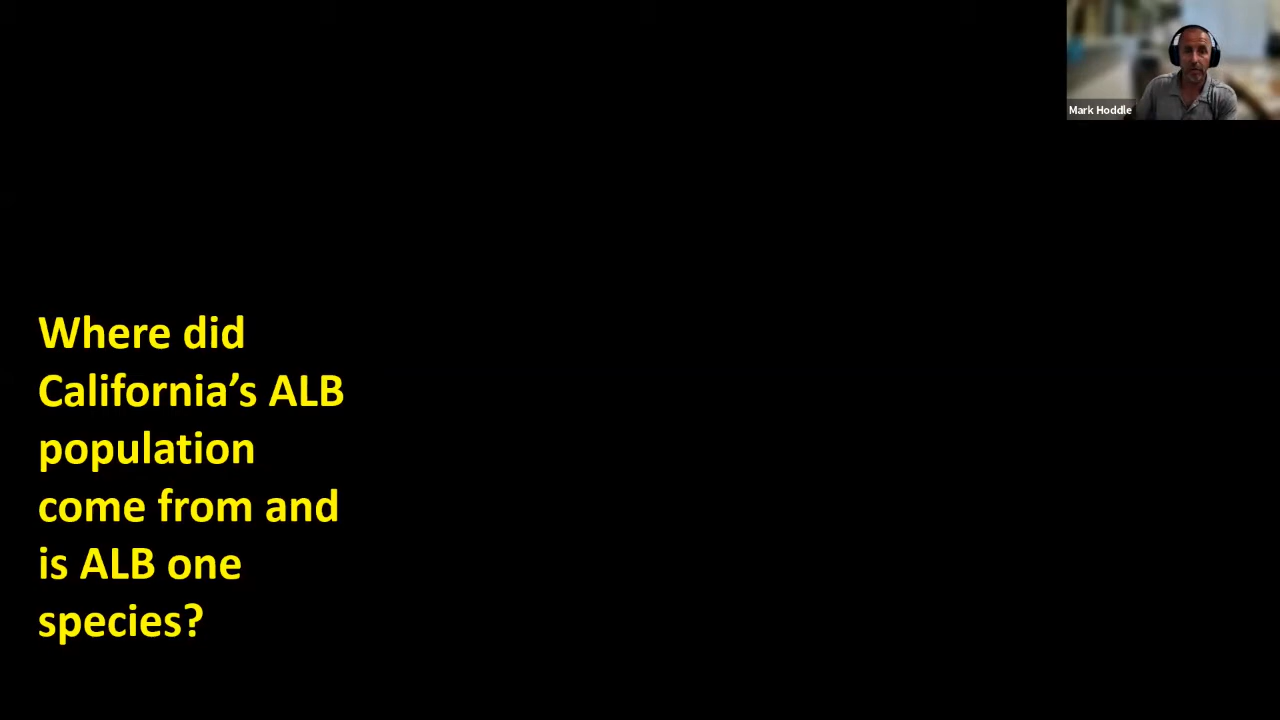 Mark Hoddle
Where did
California’s ALB
population
come from and
is ALB one
species?